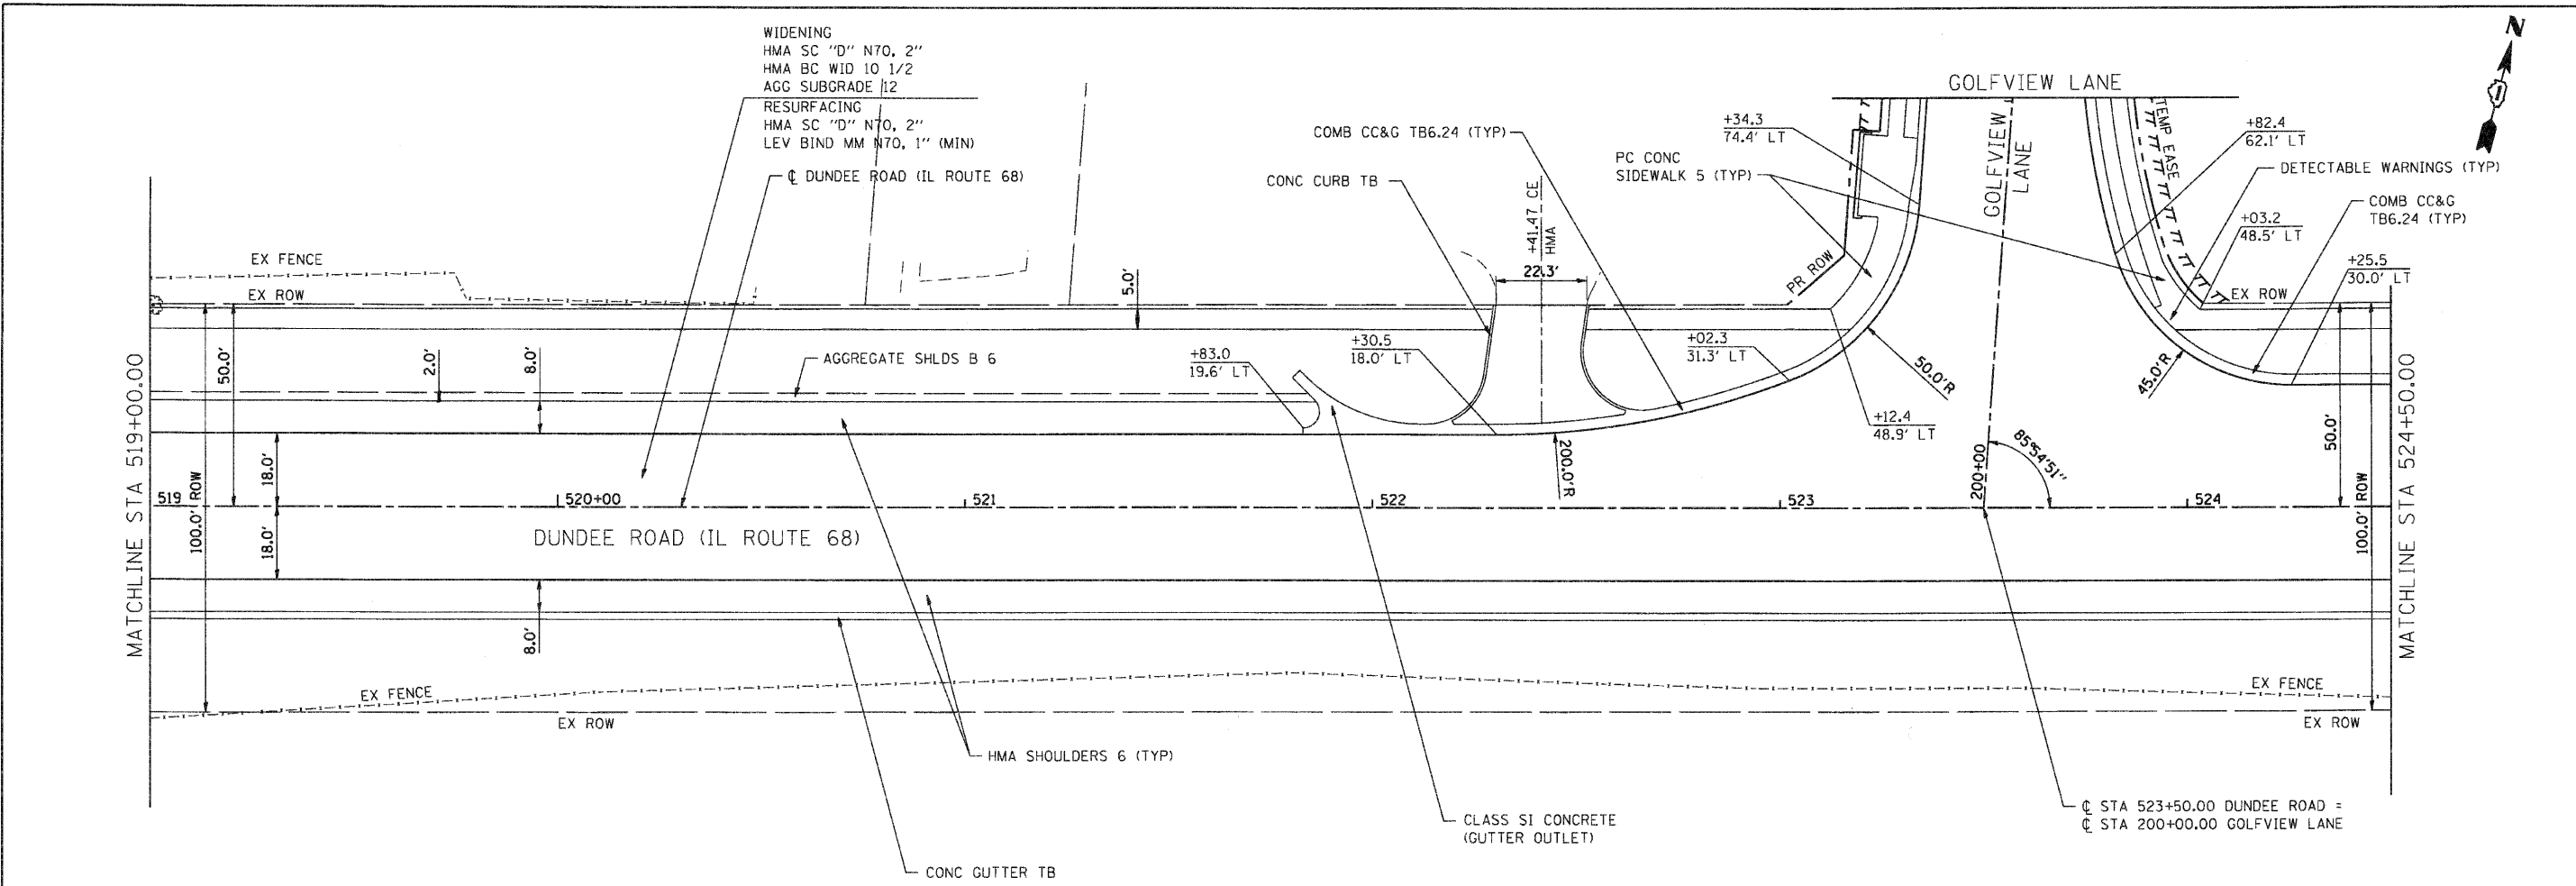 WIDENING
HMA SC "D" N70, 2"
HMA BC WID 10 1/2
AGG SUBGRADE 12
RESURFACING
HMA SC "D" N70, 2"
LEV BIND MM N70, 1" (MIN)
℄ DUNDEE ROAD (IL ROUTE 68)
COMB CC&G TB6.24 (TYP)
CONC CURB TB
+41.47 CE
HMA
22.3'
PC CONC
SIDEWALK 5 (TYP)
+34.3
74.4' LT
GOLFVIEW LANE
GOLFVIEW
LANE
TEMP EASE
+82.4
62.1' LT
DETECTABLE WARNINGS (TYP)
COMB CC&G
TB6.24 (TYP)
+03.2
48.5' LT
+25.5
30.0' LT
N
1
EX FENCE
EX ROW
5.0'
PR ROW
EX ROW
MATCHLINE STA 519+00.00
50.0'
2.0'
8.0'
AGGREGATE SHLDS B 6
+83.0
19.6' LT
+30.5
18.0' LT
+02.3
31.3' LT
50.0'R
45.0'R
+12.4
48.9' LT
50.0'
MATCHLINE STA 524+50.00
100.0' ROW
18.0'
200.0'R
200+00
85°54'51"
100.0' ROW
519
520+00
521
522
523
524
18.0'
DUNDEE ROAD (IL ROUTE 68)
8.0'
EX FENCE
EX FENCE
EX ROW
EX ROW
HMA SHOULDERS 6 (TYP)
CLASS SI CONCRETE
(GUTTER OUTLET)
℄ STA 523+50.00 DUNDEE ROAD =
℄ STA 200+00.00 GOLFVIEW LANE
CONC GUTTER TB
TT TT TT TT TT TT TT TT
TT